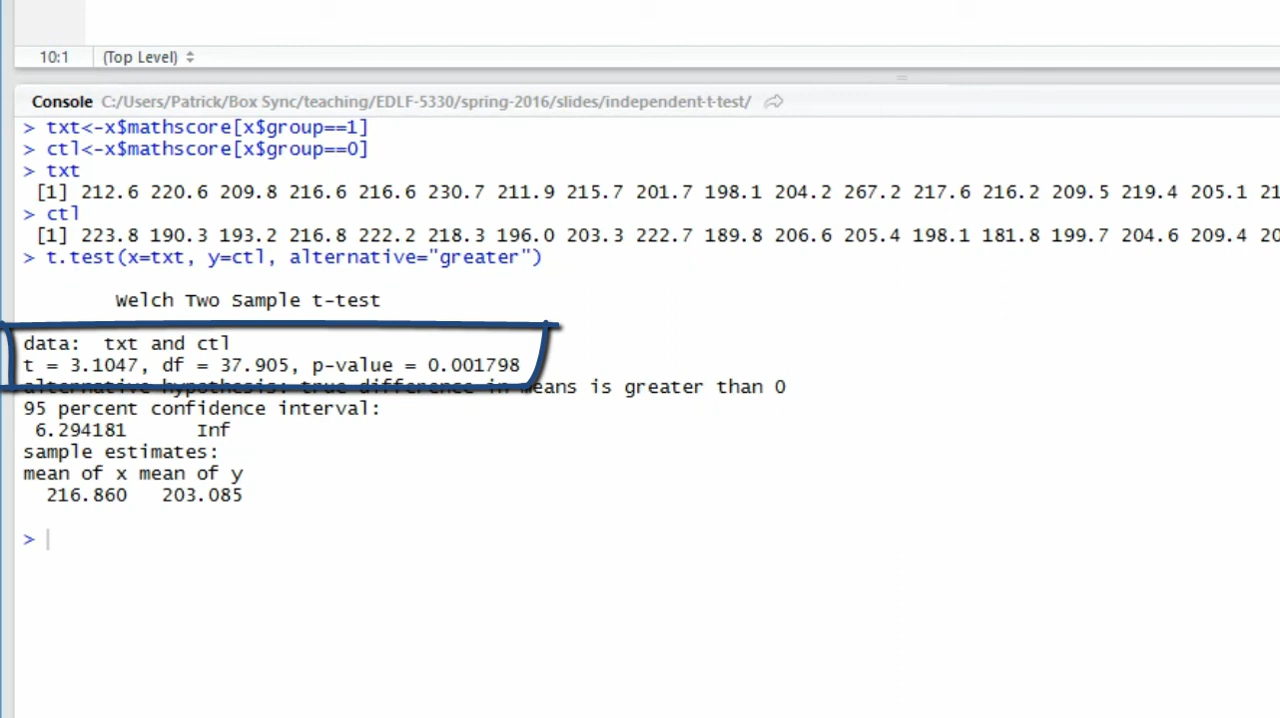 10:1 (Top Level)
Console C:/Users/Patrick/Box Sync/teaching/EDLF-5330/spring-2016/slides/independent-t-test/
> txt<-x$mathscore[x$group==1]
> ctl<-x$mathscore[x$group==0]
> txt
[1] 212.6 220.6 209.8 216.6 216.6 230.7 211.9 215.7 201.7 198.1 204.2 267.2 217.6 216.2 209.5 219.4 205.1 21
> ctl
[1] 223.8 190.3 193.2 216.8 222.2 218.3 196.0 203.3 222.7 189.8 206.6 205.4 198.1 181.8 199.7 204.6 209.4 20
> t.test(x=txt, y=ctl, alternative="greater")
Welch Two Sample t-test
data: txt and ctl
t = 3.1047, df = 37.905, p-value = 0.001798
alternative hypothesis: true difference in means is greater than 0
95 percent confidence interval:
6.294181 Inf
sample estimates:
mean of x mean of y
216.860 203.085
>